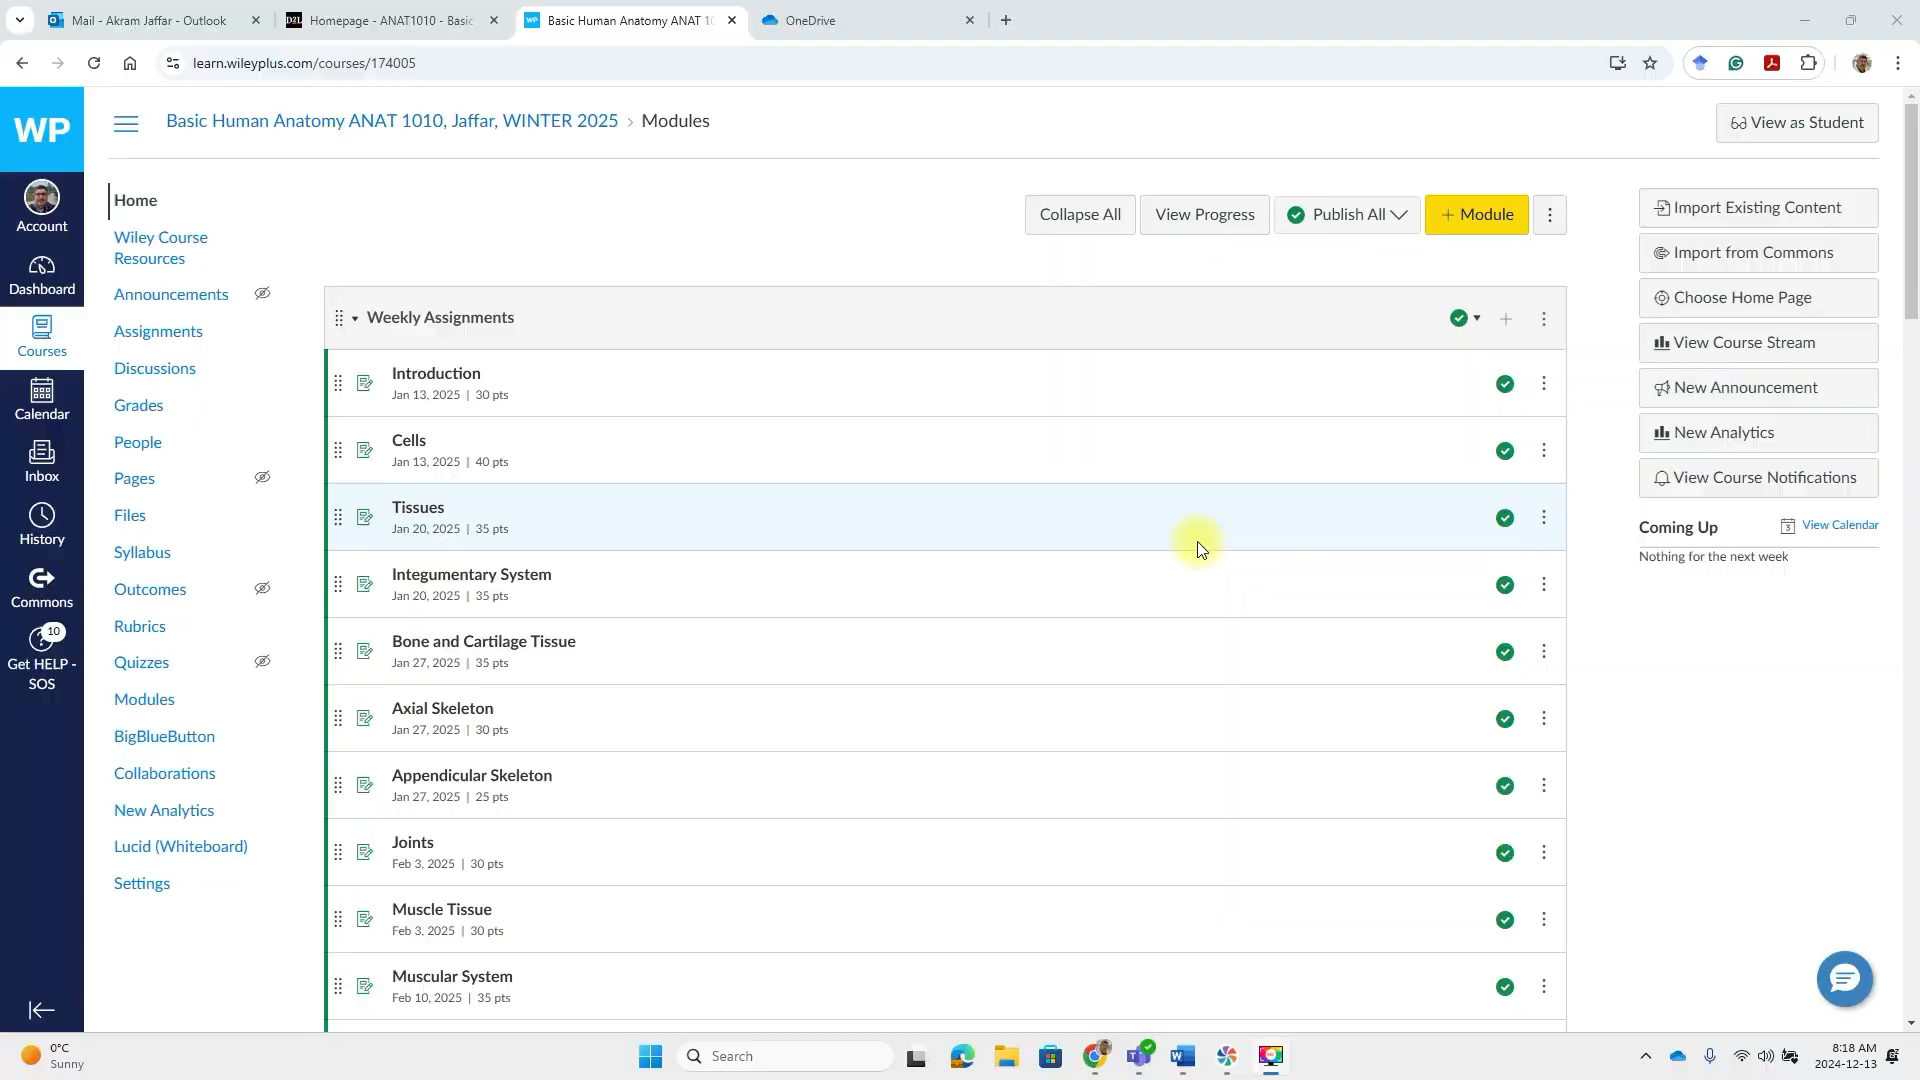 Mail - Akram Jaffar - Outlook
D2L Homepage - ANAT1010 - Basic
WP Basic Human Anatomy ANAT 10
OneDrive
learn.wileyplus.com/courses/174005
WP
Basic Human Anatomy ANAT 1010, Jaffar, WINTER 2025 › Modules
View as Student
Account
Dashboard
Courses
Calendar
Inbox
History
Commons
10
Get HELP -
SOS
Home
Wiley Course
Resources
Announcements
Assignments
Discussions
Grades
People
Pages
Files
Syllabus
Outcomes
Rubrics
Quizzes
Modules
BigBlueButton
Collaborations
New Analytics
Lucid (Whiteboard)
Settings
Collapse All
View Progress
Publish All
+ Module
Weekly Assignments
Introduction
Jan 13, 2025 | 30 pts
Cells
Jan 13, 2025 | 40 pts
Tissues
Jan 20, 2025 | 35 pts
Integumentary System
Jan 20, 2025 | 35 pts
Bone and Cartilage Tissue
Jan 27, 2025 | 35 pts
Axial Skeleton
Jan 27, 2025 | 30 pts
Appendicular Skeleton
Jan 27, 2025 | 25 pts
Joints
Feb 3, 2025 | 30 pts
Muscle Tissue
Feb 3, 2025 | 30 pts
Muscular System
Feb 10, 2025 | 35 pts
Import Existing Content
Import from Commons
Choose Home Page
View Course Stream
New Announcement
New Analytics
View Course Notifications
Coming Up
View Calendar
Nothing for the next week
0°C
Sunny
Search
8:18 AM
2024-12-13